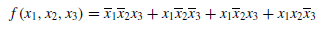 f(x₁, x₂, x₃) = x̅₁x̅₂x₃ + x₁x̅₂x̅₃ + x₁x̅₂x₃ + x₁x₂x̅₃